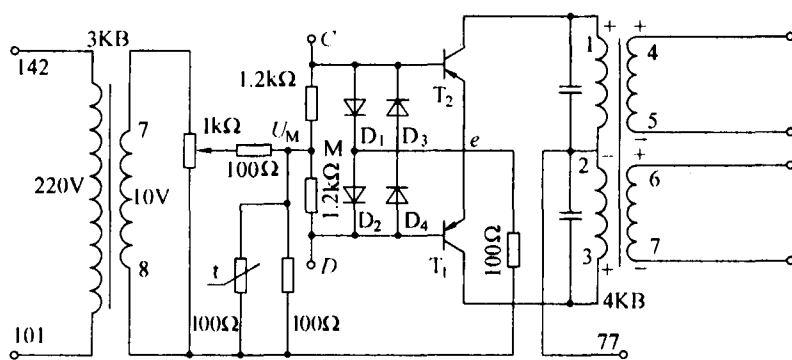 3KB
142
7
220V
10V
8
101
1kΩ
100Ω
U_M
M
C
1.2kΩ
1.2kΩ
D
t
100Ω
100Ω
D₁
D₃
D₂
D₄
T₂
e
T₁
100Ω
+
1
−
2
3
+
4KB
77
+
4
5
−
+
6
7
−